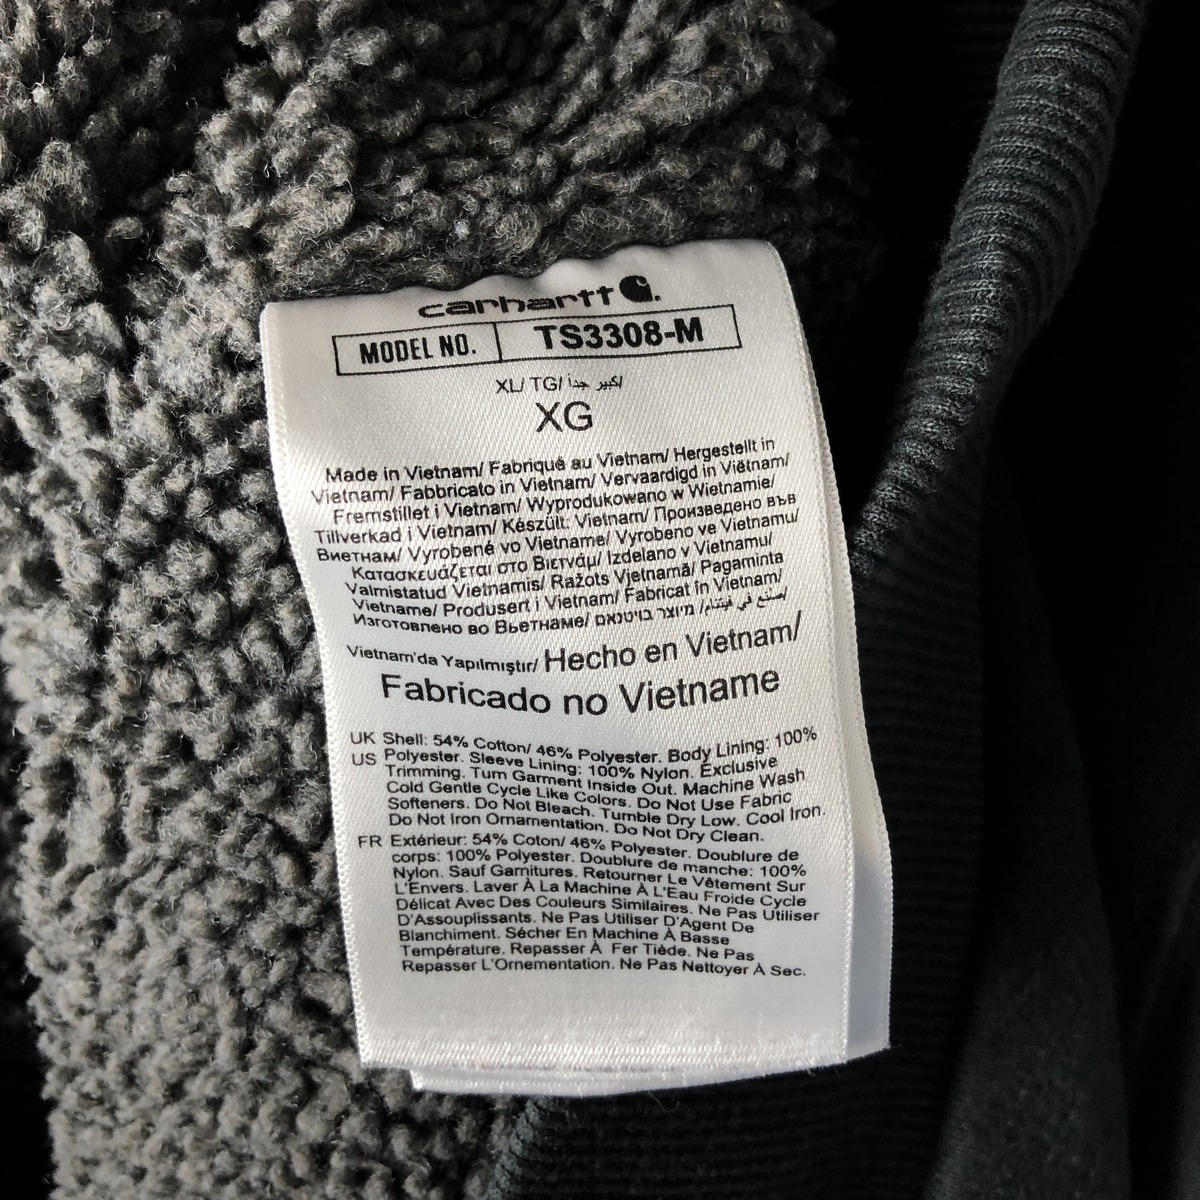 carhartt
MODEL NO. TS3308-M
XL/ TG/ اكبير جداً/
XG
Made in Vietnam/ Fabriqué au Vietnam/ Hergestellt in
Vietnam/ Fabbricato in Vietnam/ Vervaardigd in Viëtnam/
Fremstillet i Vietnam/ Wyprodukowano w Wietnamie/
Tillverkad i Vietnam/ Készült: Vietnam/ Произведено във
Виетнам/ Vyrobené vo Vietname/ Vyrobeno ve Vietnamu/
Κατασκευάζεται στο Βιετνάμ/ Izdelano v Vietnamu/
Valmistatud Vietnamis/ Ražots Vjetnamā/ Pagaminta
Vietname/ Produsert i Vietnam/ Fabricat în Vietnam/
Изготовлено во Вьетнаме/ מיוצר בויטנאם /صنع في فيتنام/
Vietnam'da Yapılmıştır/ Hecho en Vietnam/
Fabricado no Vietname
UK Shell: 54% Cotton/ 46% Polyester. Body Lining: 100%
US Polyester. Sleeve Lining: 100% Nylon. Exclusive
Trimming. Turn Garment Inside Out. Machine Wash
Cold Gentle Cycle Like Colors. Do Not Use Fabric
Softeners. Do Not Bleach. Tumble Dry Low. Cool Iron.
Do Not Iron Ornamentation. Do Not Dry Clean.
FR Extérieur: 54% Coton/ 46% Polyester. Doublure de
corps: 100% Polyester. Doublure de manche: 100%
Nylon. Sauf Garnitures. Retourner Le Vêtement Sur
L'Envers. Laver À La Machine À L'Eau Froide Cycle
Délicat Avec Des Couleurs Similaires. Ne Pas Utiliser
D'Assouplissants. Ne Pas Utiliser D'Agent De
Blanchiment. Sécher En Machine À Basse
Température. Repasser À Fer Tiède. Ne Pas
Repasser L'Ornementation. Ne Pas Nettoyer À Sec.